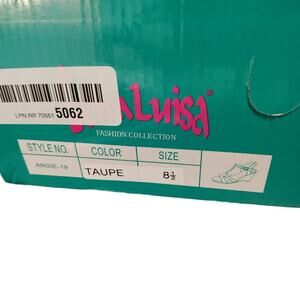 LPN RR 70551 5062
Luisa
FASHION COLLECTION
STYLE NO. COLOR SIZE
ANGIE-19 TAUPE 8½